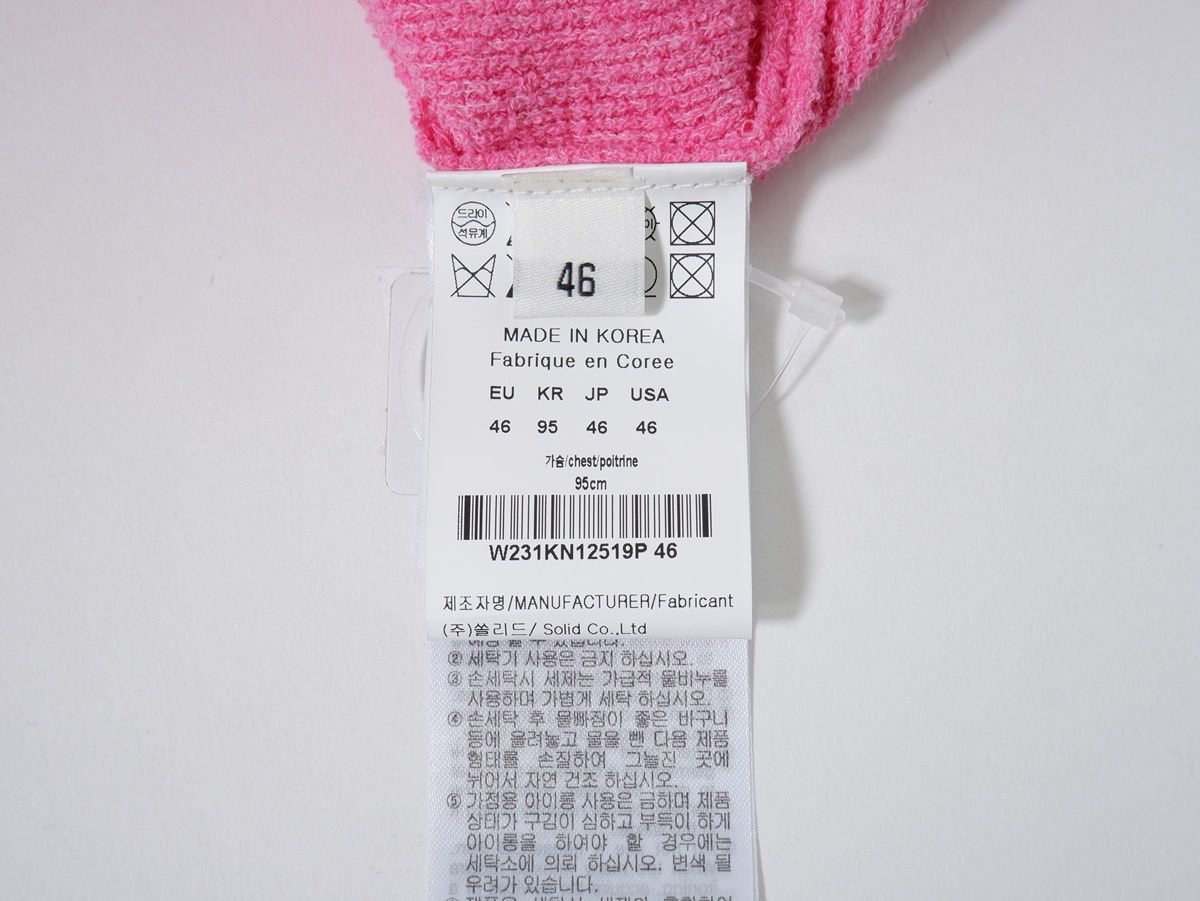 드라이
석유계
46
MADE IN KOREA
Fabrique en Coree
EU KR JP USA
46 95 46 46
가슴/chest/poitrine
95cm
W231KN12519P 46
제조자명/MANUFACTURER/Fabricant
(주)쏠리드/ Solid Co.,Ltd
② 세탁기 사용은 금지 하십시오.
③ 손세탁시 세제는 가급적 물비누를
사용하며 가볍게 세탁 하십시오.
④ 손세탁 후 물빠짐이 좋은 바구니
등에 올려놓고 물을 뺀 다음 제품
형태를 손질하여 그늘진 곳에
뉘어서 자연 건조 하십시오.
⑤ 가정용 아이롱 사용은 금하며 제품
상태가 구김이 심하고 부득이 하게
아이롱을 하여야 할 경우에는
세탁소에 의뢰 하십시오. 변색 될
우려가 있습니다.